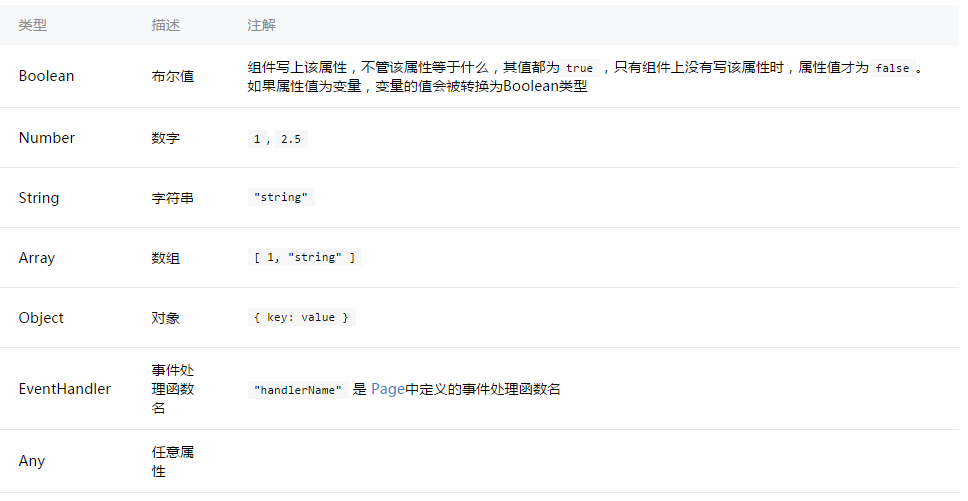 类型 描述 注解
Boolean 布尔值 组件写上该属性，不管该属性等于什么，其值都为 true ，只有组件上没有写该属性时，属性值才为 false 。
如果属性值为变量，变量的值会被转换为Boolean类型
Number 数字 1 , 2.5
String 字符串 "string"
Array 数组 [ 1, "string" ]
Object 对象 { key: value }
EventHandler 事件处
理函数
名 "handlerName" 是 Page中定义的事件处理函数名
Any 任意属
性